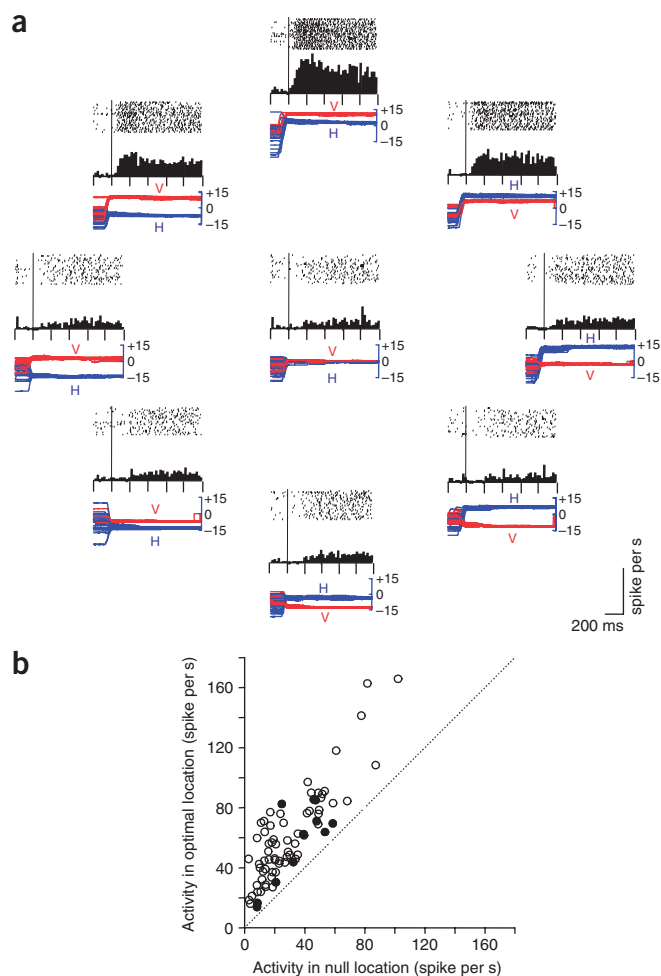 a
V
+15
0
H
-15
V
+15
0
H
-15
H
+15
0
V
-15
V
+15
0
H
-15
V
+15
0
H
-15
H
+15
0
V
-15
V
+15
0
H
-15
H
+15
0
V
-15
H
+15
0
V
-15
spike per s
200 ms
b
Activity in optimal location (spike per s)
160
120
80
40
0
0 40 80 120 160
Activity in null location (spike per s)